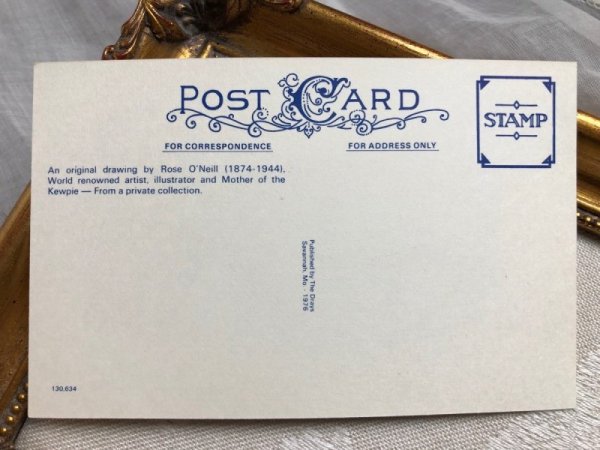 POST CARD
STAMP
FOR CORRESPONDENCE
FOR ADDRESS ONLY
An original drawing by Rose O'Neill (1874-1944),
World renowned artist, illustrator and Mother of the
Kewpie — From a private collection.
Published by The Drays
Savannah, Mo. - 1976
130,634